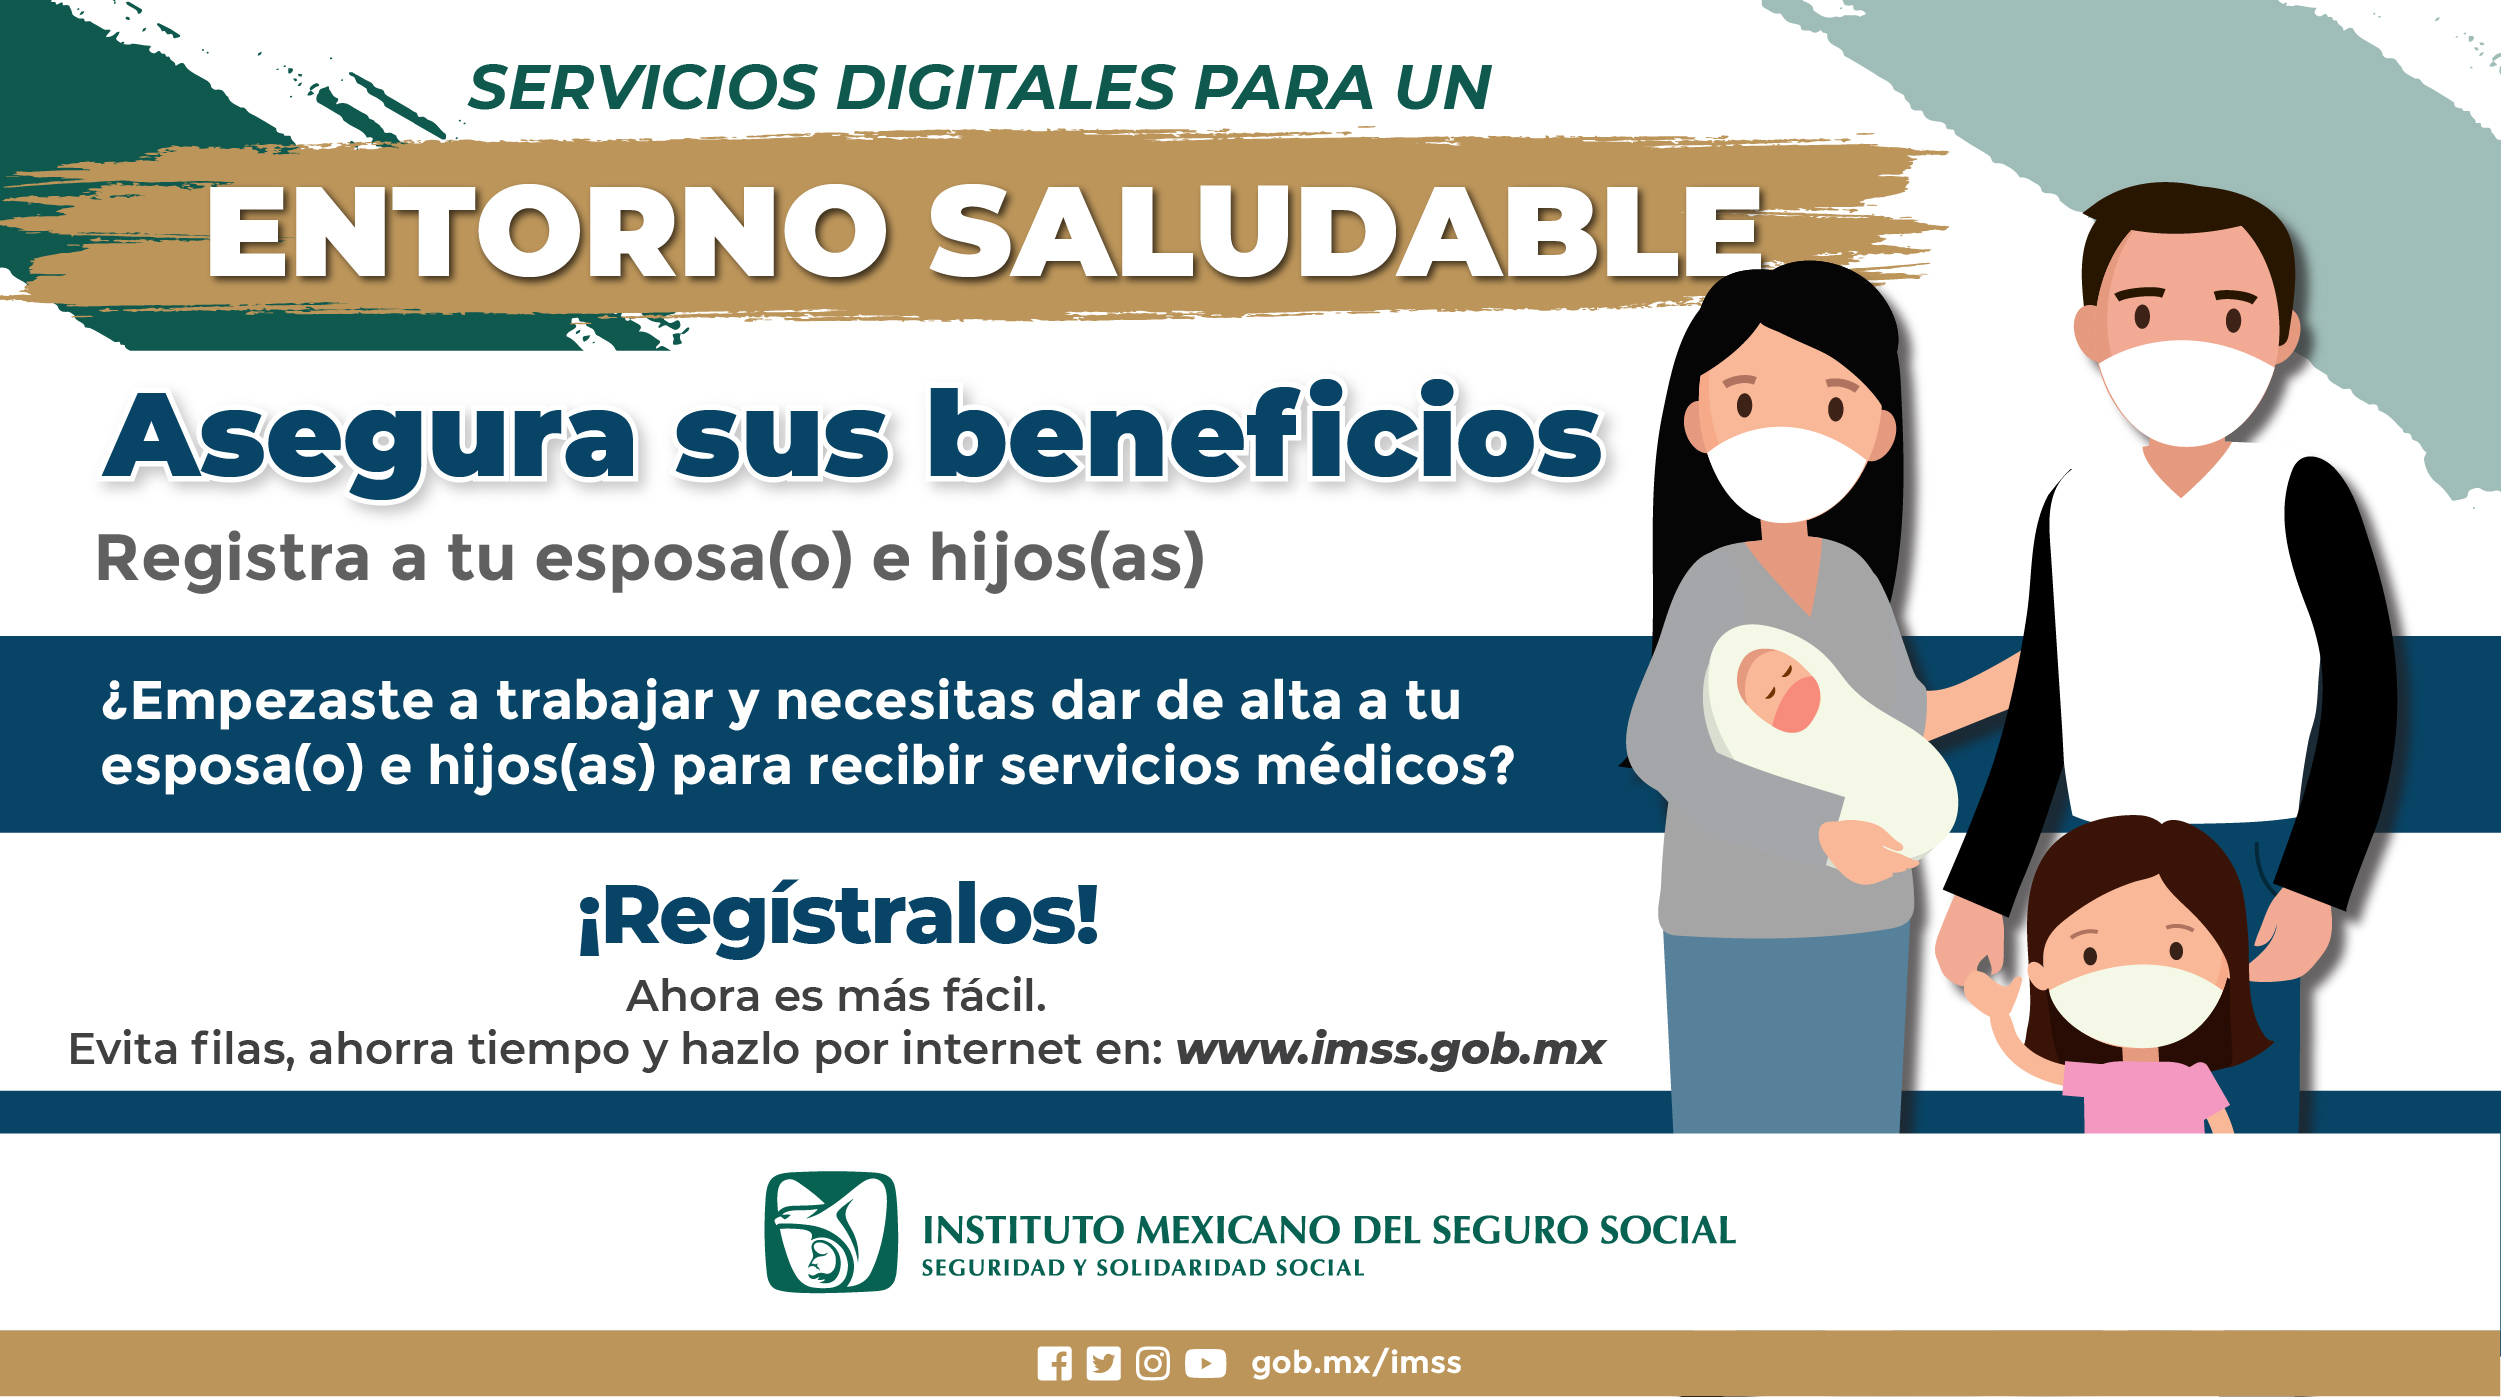 SERVICIOS DIGITALES PARA UN
ENTORNO SALUDABLE
Asegura sus beneficios
Registra a tu esposa(o) e hijos(as)
¿Empezaste a trabajar y necesitas dar de alta a tu
esposa(o) e hijos(as) para recibir servicios médicos?
¡Regístralos!
Ahora es más fácil.
Evita filas, ahorra tiempo y hazlo por internet en: www.imss.gob.mx
INSTITUTO MEXICANO DEL SEGURO SOCIAL
SEGURIDAD Y SOLIDARIDAD SOCIAL
gob.mx/imss